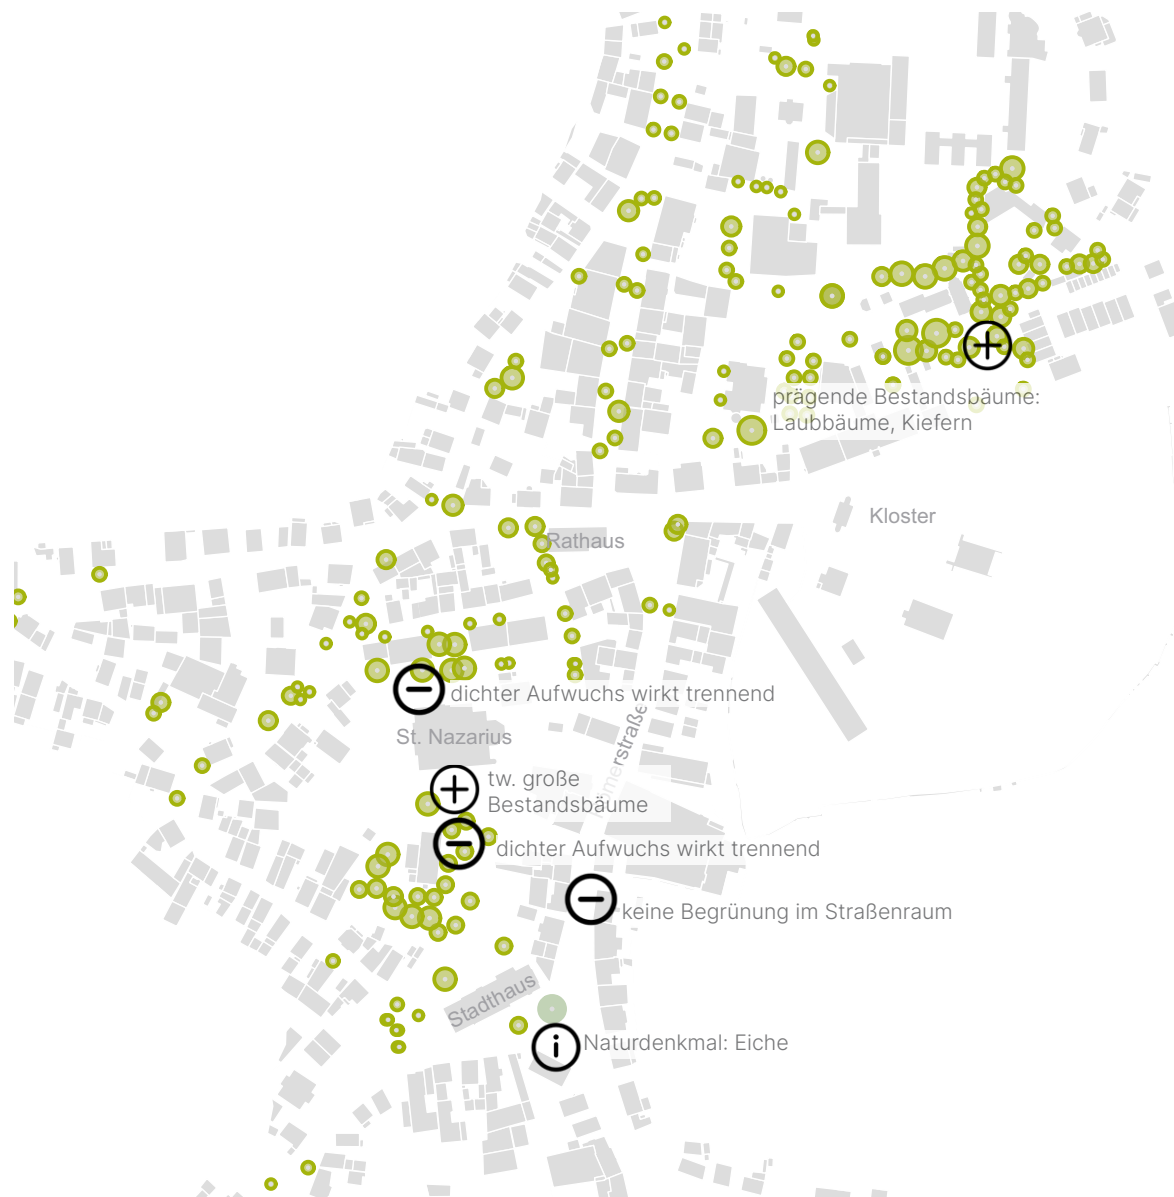 prägende Bestandsbäume:
Laubbäume, Kiefern
Kloster
Rathaus
dichter Aufwuchs wirkt trennend
St. Nazarius
merstraße
tw. große
Bestandsbäume
dichter Aufwuchs wirkt trennend
keine Begrünung im Straßenraum
Stadthaus
Naturdenkmal: Eiche